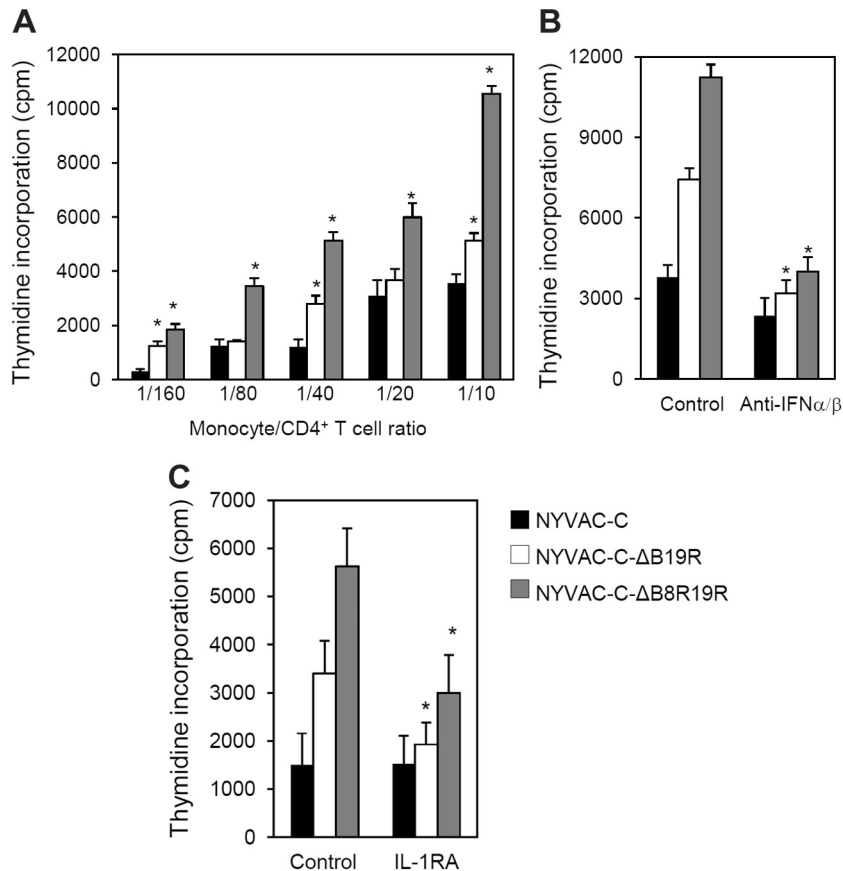 A
Thymidine incorporation (cpm)
12000
10000
8000
6000
4000
2000
0
* * * * * * * *
1/160 1/80 1/40 1/20 1/10
Monocyte/CD4⁺ T cell ratio
B
Thymidine incorporation (cpm)
12000
9000
6000
3000
0
* *
Control Anti-IFNα/β
C
Thymidine incorporation (cpm)
7000
6000
5000
4000
3000
2000
1000
0
* *
Control IL-1RA
NYVAC-C
NYVAC-C-ΔB19R
NYVAC-C-ΔB8R19R